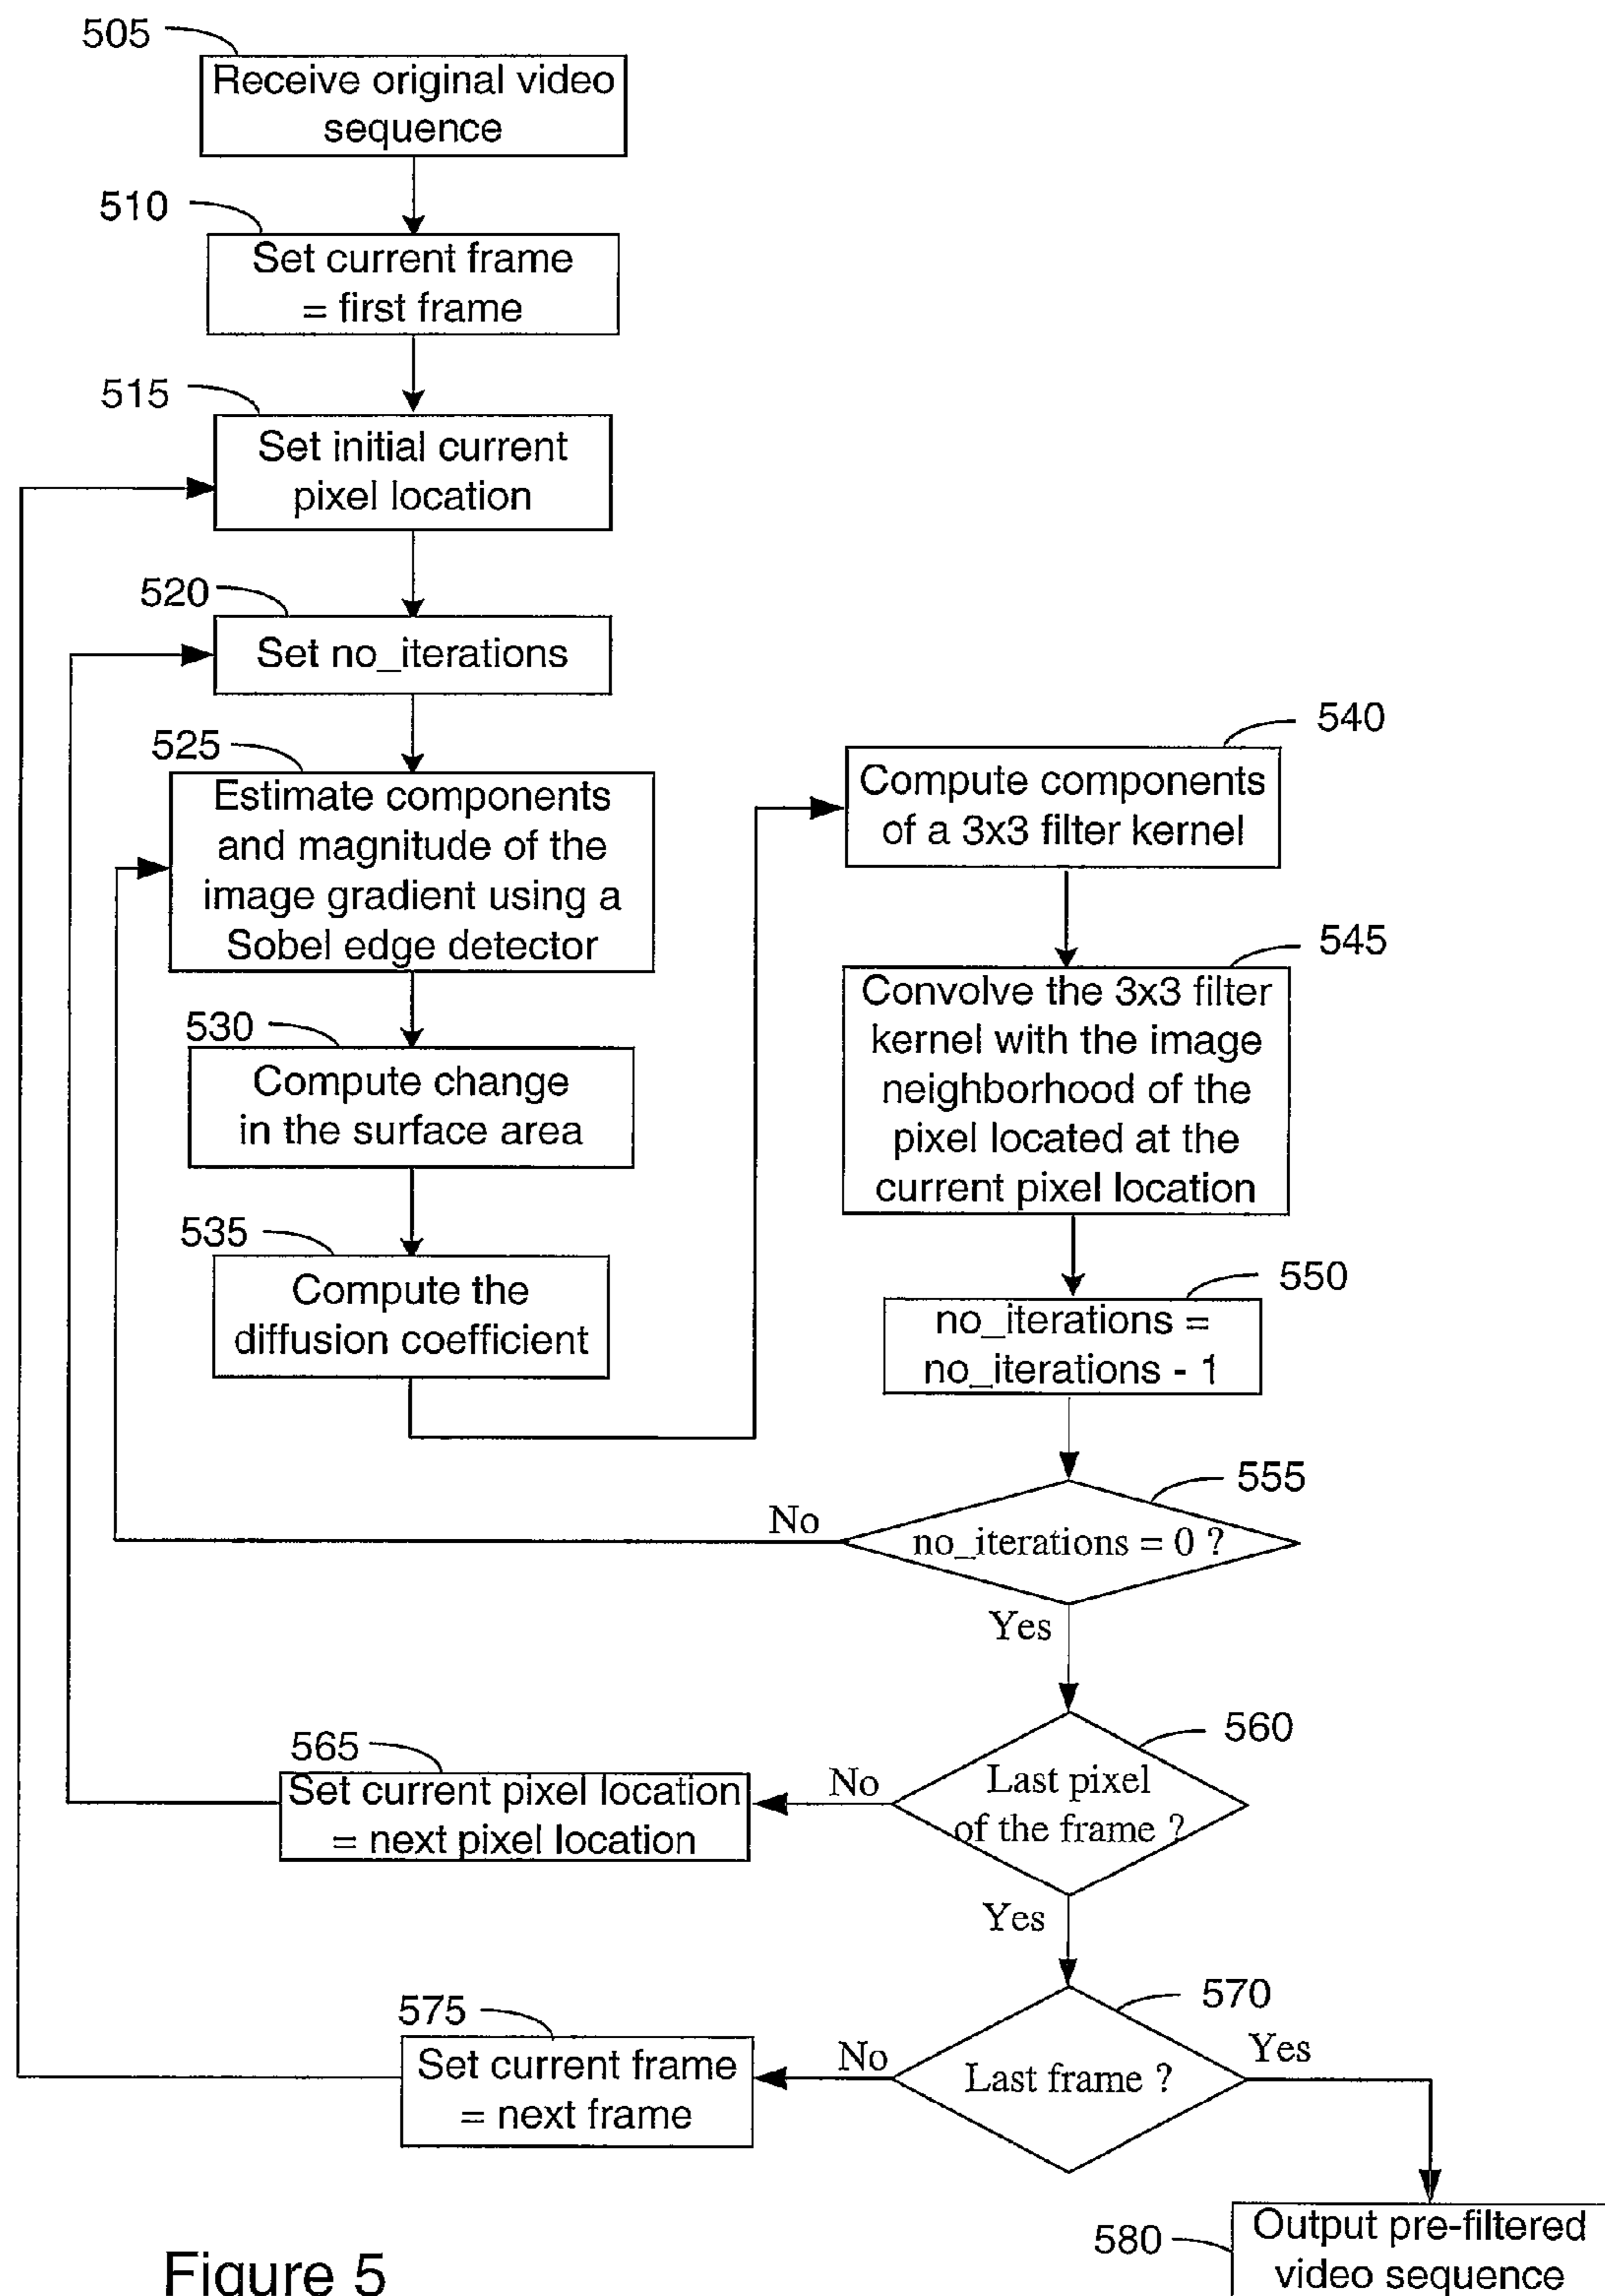 505
Receive original video
sequence
510
Set current frame
= first frame
515
Set initial current
pixel location
520
Set no_iterations
525
Estimate components
and magnitude of the
image gradient using a
Sobel edge detector
530
Compute change
in the surface area
535
Compute the
diffusion coefficient
540
Compute components
of a 3x3 filter kernel
545
Convolve the 3x3 filter
kernel with the image
neighborhood of the
pixel located at the
current pixel location
550
no_iterations =
no_iterations - 1
555
No
no_iterations = 0 ?
Yes
560
Last pixel
of the frame ?
No
565
Set current pixel location
= next pixel location
Yes
570
Last frame ?
No
Yes
575
Set current frame
= next frame
580
Output pre-filtered
video sequence
Figure 5